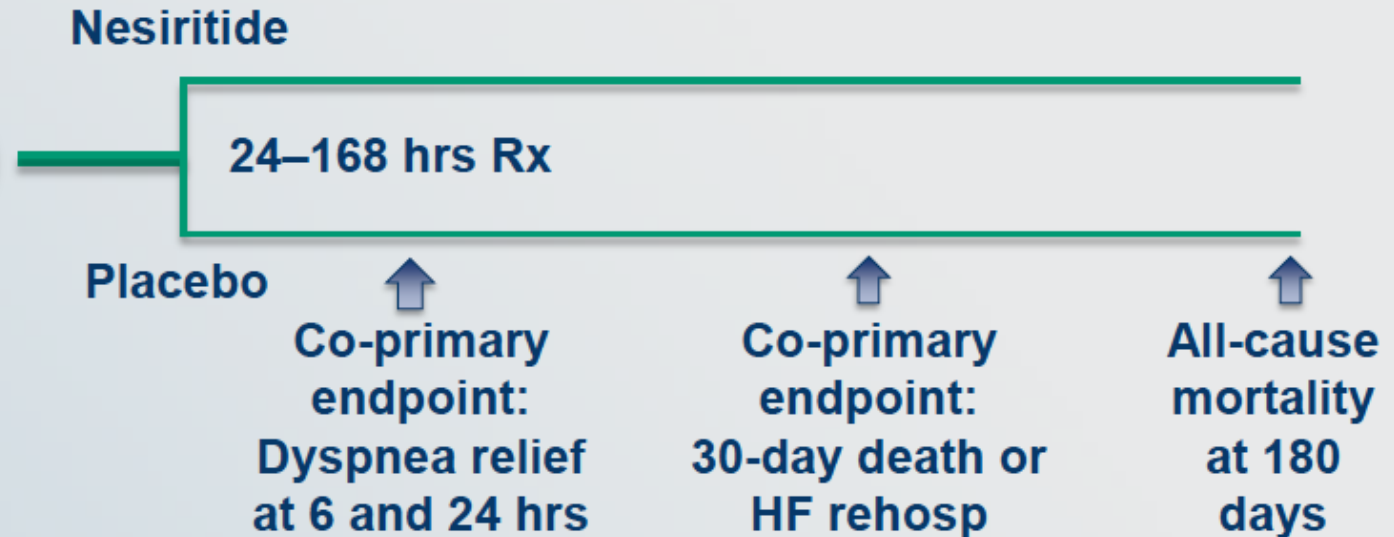 Nesiritide
24–168 hrs Rx
Placebo
Co-primary
endpoint:
Dyspnea relief
at 6 and 24 hrs
Co-primary
endpoint:
30-day death or
HF rehosp
All-cause
mortality
at 180
days